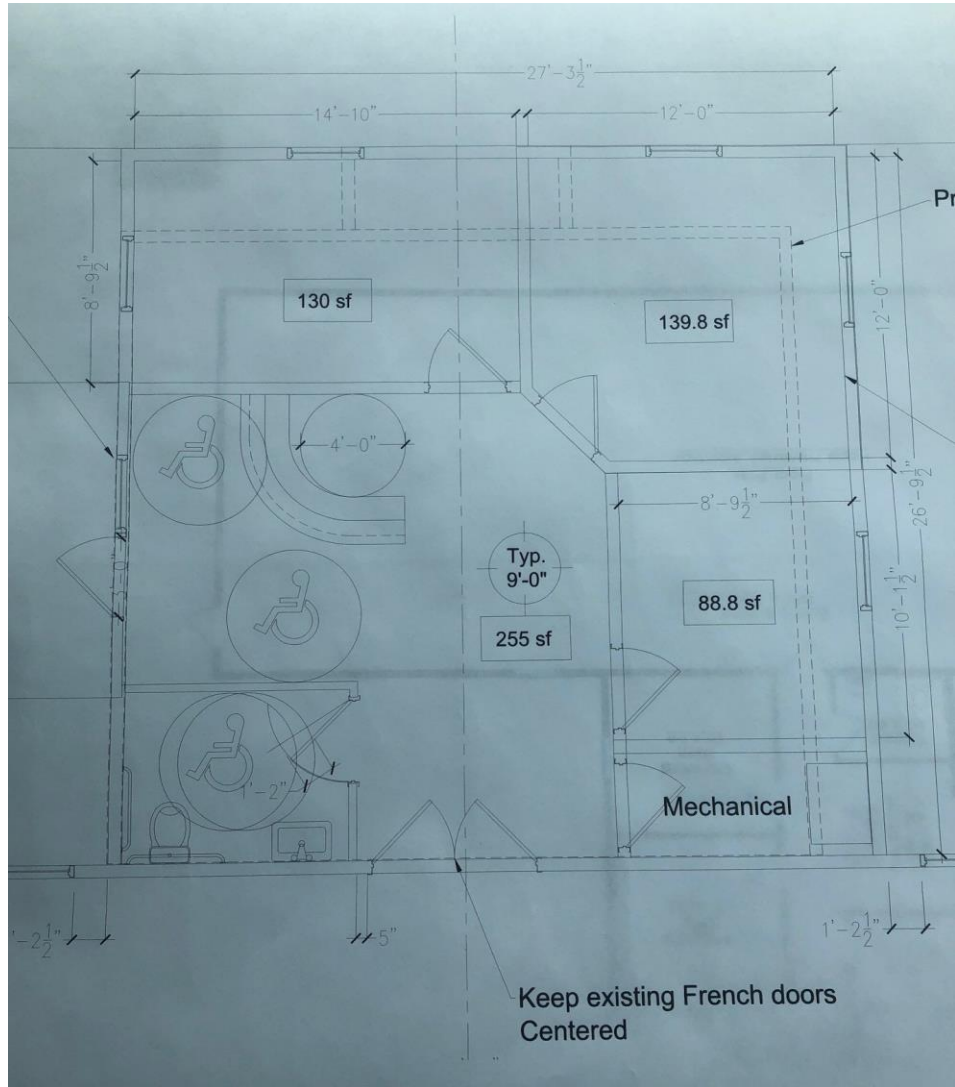 27'-3½"
14'-10"
12'-0"
Pr
8'-9½"
130 sf
139.8 sf
12'-0"
4'-0"
8'-9½"
26'-9½"
Typ.
9'-0"
88.8 sf
10'-1½"
255 sf
1'-2"
Mechanical
'-2½"
5"
1'-2½"
Keep existing French doors
Centered